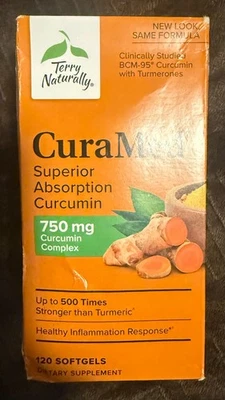 NEW LOOK
SAME FORMULA
Terry
Naturally®
Clinically Studied
BCM-95® Curcumin
with Turmerones
Superior
Absorption
Curcumin
750 mg
Curcumin
Complex
Up to 500 Times
Stronger than Turmeric*
Healthy Inflammation Response*†
120 SOFTGELS
DIETARY SUPPLEMENT